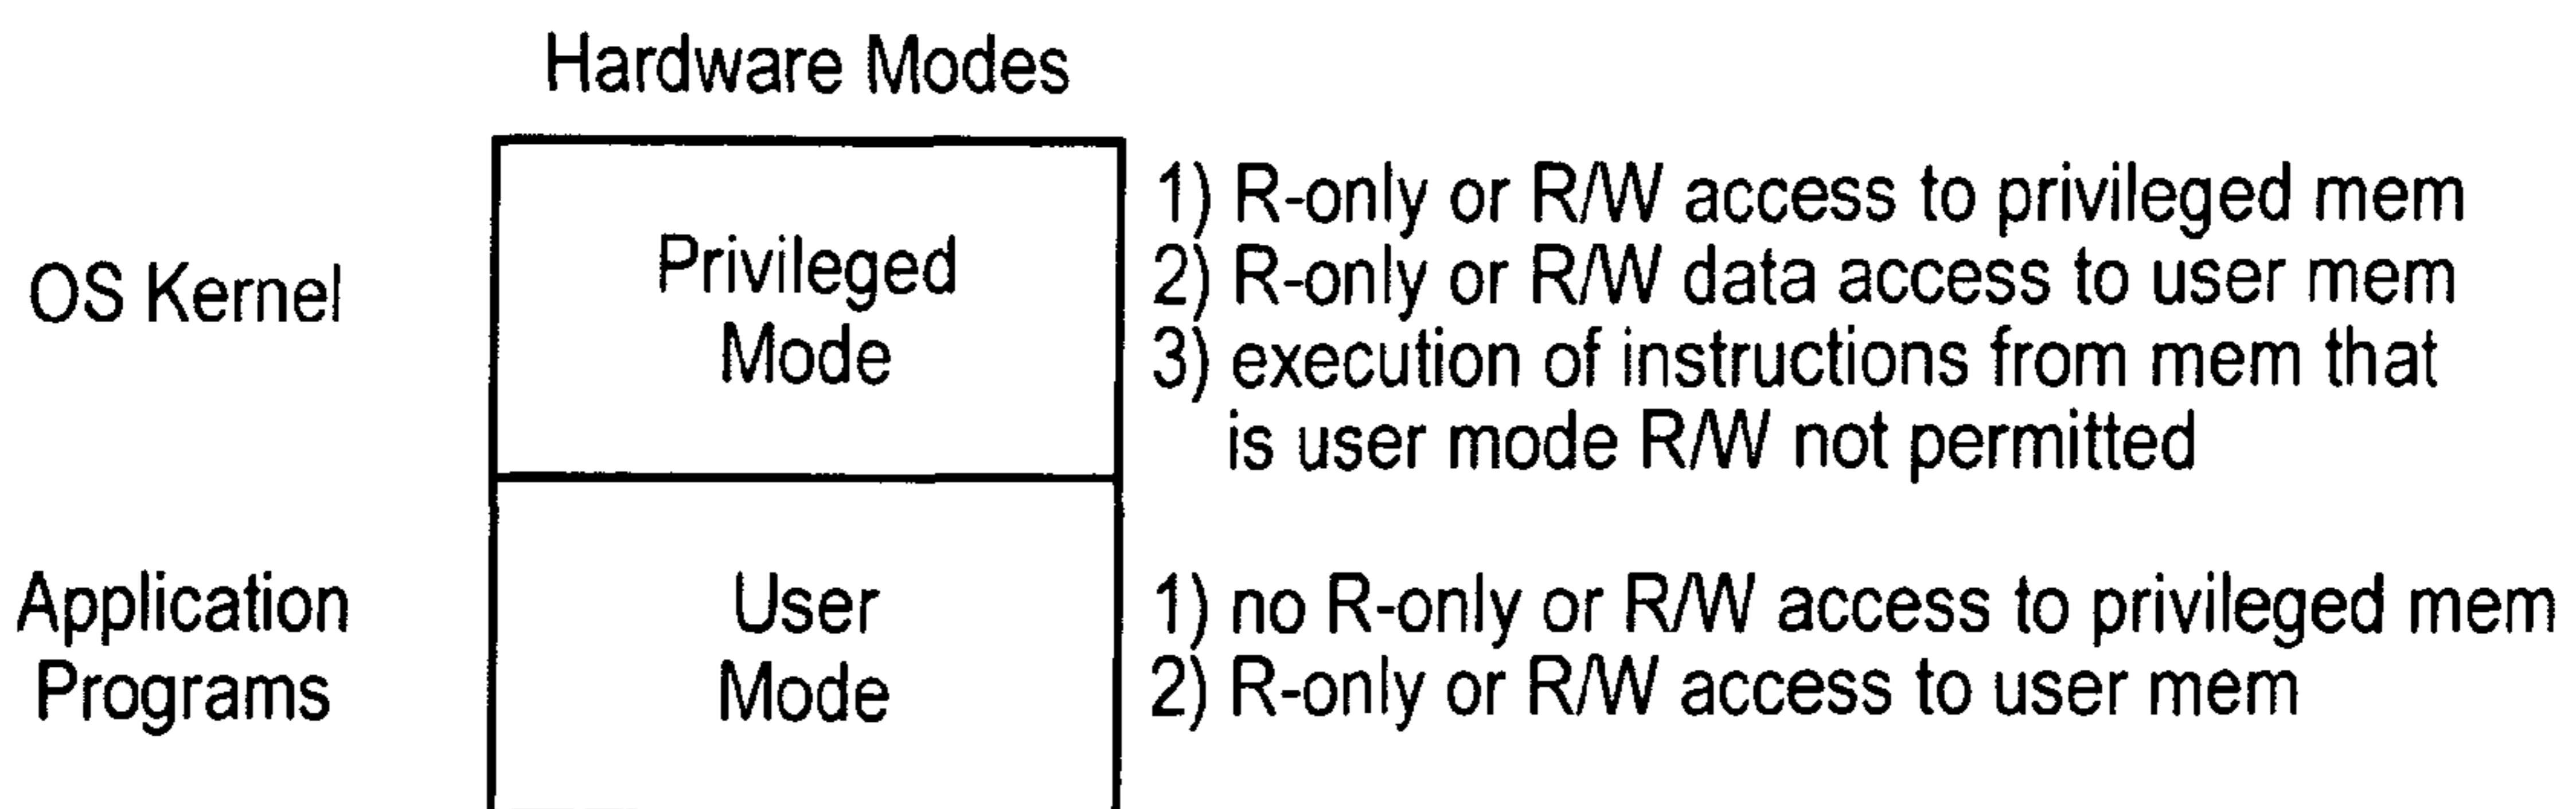 Hardware Modes
OS Kernel
Privileged
Mode
1) R-only or R/W access to privileged mem
2) R-only or R/W data access to user mem
3) execution of instructions from mem that
is user mode R/W not permitted
Application
Programs
User
Mode
1) no R-only or R/W access to privileged mem
2) R-only or R/W access to user mem